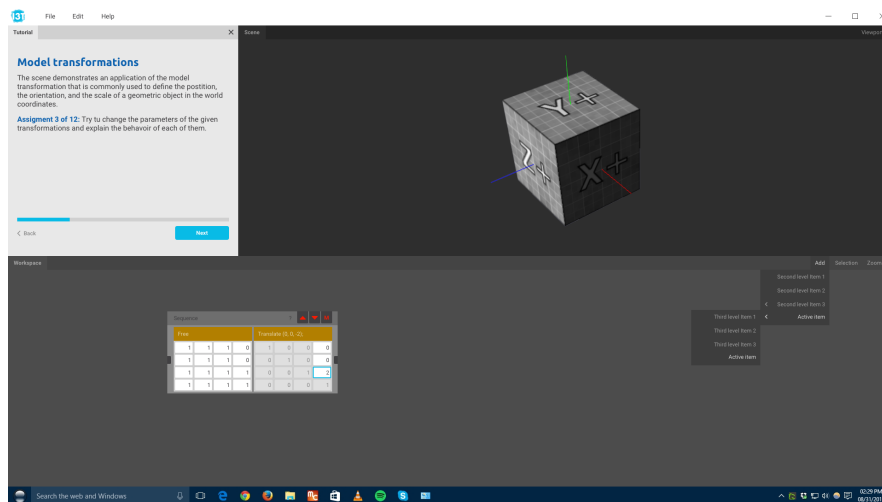 I3T File Edit Help
Tutorial
Scene
Viewport
Model transformations
The scene demonstrates an application of the model
transformation that is commonly used to define the postition,
the orientation, and the scale of a geometric object in the world
coordinates.
Assigment 3 of 12: Try tu change the parameters of the given
transformations and explain the behavoir of each of them.
Back
Next
Y+
Z+
X+
Workspace
Add Selection Zoom
Second level item 1
Second level item 2
Second level item 3
Active item
Third level item 1
Third level item 2
Third level item 3
Active item
Sequence
Free Translate (0, 0, -2);
1 1 1 0 1 0 0 0
1 1 1 0 0 1 0 0
1 1 1 1 0 0 1 2
1 1 1 1 0 0 0 1
Search the web and Windows
02:29 PM